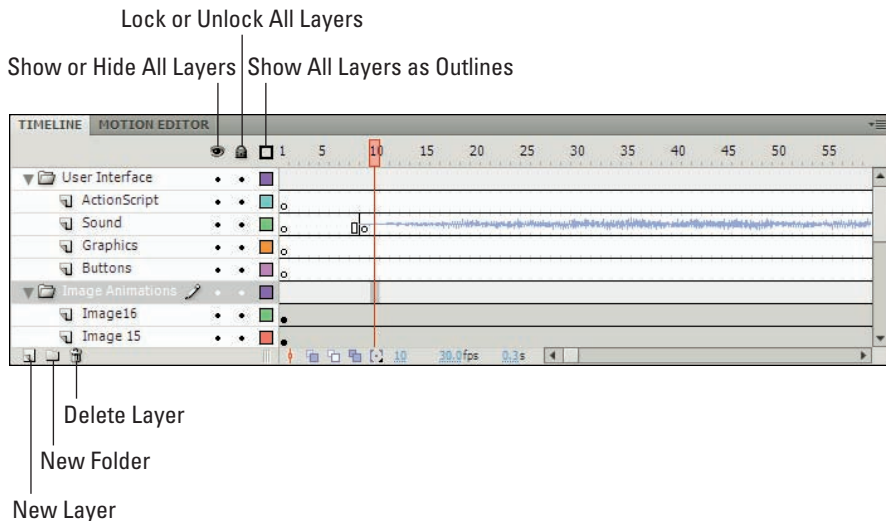 Lock or Unlock All Layers
Show or Hide All Layers Show All Layers as Outlines
TIMELINE MOTION EDITOR
1 5 10 15 20 25 30 35 40 45 50 55
User Interface
ActionScript
Sound
Graphics
Buttons
Image Animations
Image16
Image 15
10 30.0fps 0.3s
Delete Layer
New Folder
New Layer